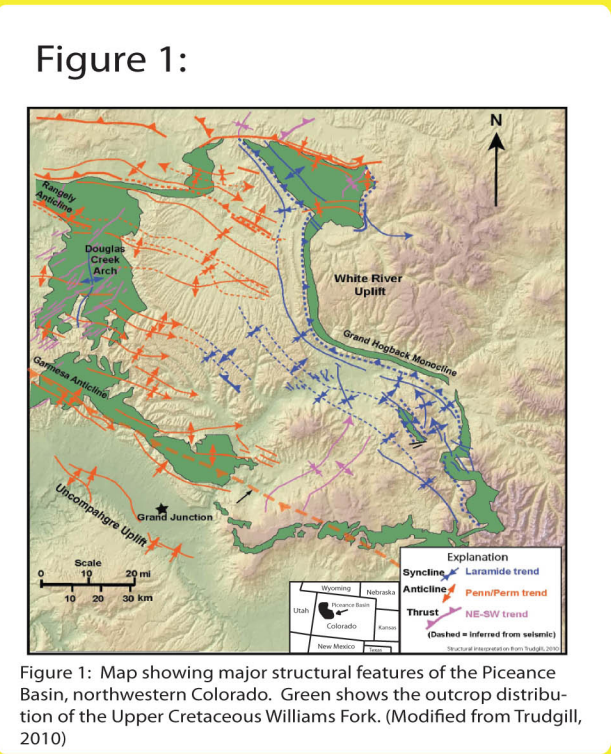 Figure 1:
N
Rangely
Anticline
Douglas
Creek
Arch
White River
Uplift
Grand Hogback Monocline
Garmesa Anticline
Uncompahgre Uplift
Grand Junction
Scale
0 10 20 mi
10 20 30 km
Wyoming
Nebraska
Utah
Piceance Basin
Colorado
Kansas
New Mexico
Texas
Explanation
Syncline Laramide trend
Anticline Penn/Perm trend
Thrust NE-SW trend
(Dashed = inferred from seismic)
Structural interpretation from Trudgill, 2010
Figure 1: Map showing major structural features of the Piceance
Basin, northwestern Colorado. Green shows the outcrop distribu-
tion of the Upper Cretaceous Williams Fork. (Modified from Trudgill,
2010)